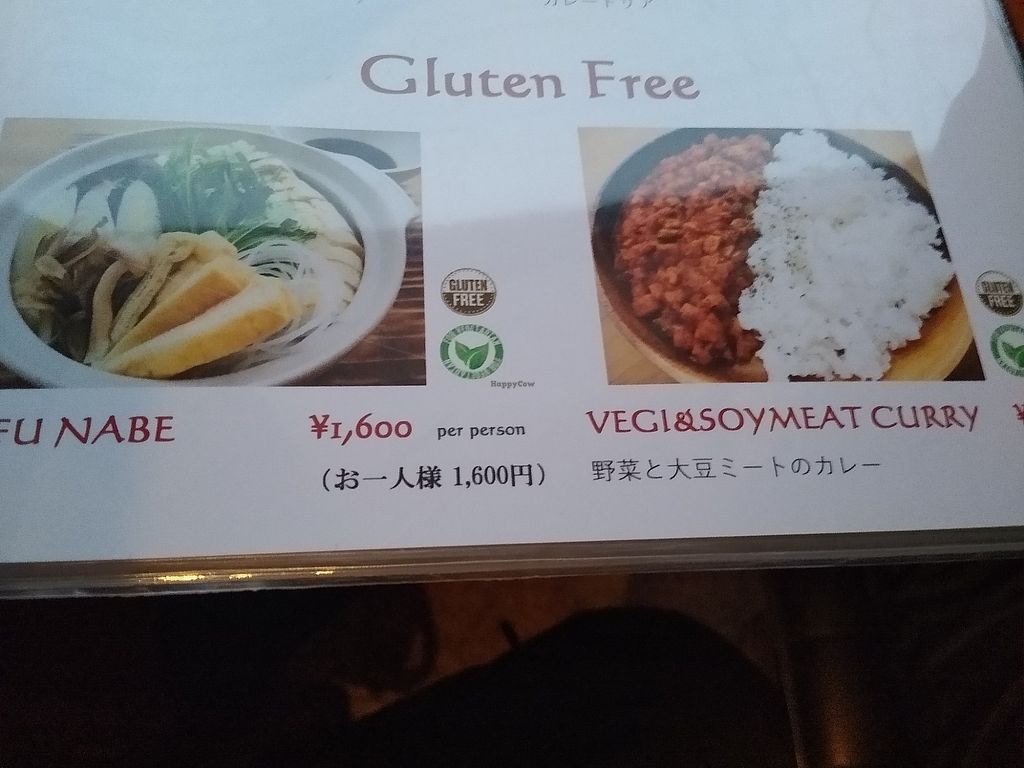 Gluten Free
GLUTEN
FREE
HappyCow
FU NABE
¥1,600 per person
(お一人様 1,600円)
GLUTEN
FREE
VEGI&SOYMEAT CURRY
¥
野菜と大豆ミートのカレー